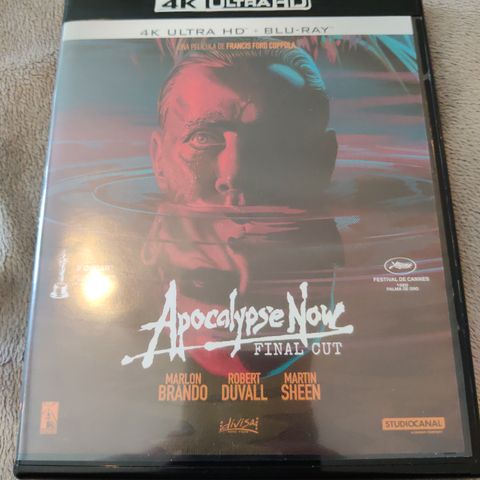 4K ULTRA HD
4K ULTRA HD + BLU-RAY
UNA PELÍCULA DE FRANCIS FORD COPPOLA
FESTIVAL DE CANNES
PALMA DE ORO
Apocalypse Now
FINAL CUT
MARLON BRANDO
ROBERT DUVALL
MARTIN SHEEN
divisa
STUDIOCANAL